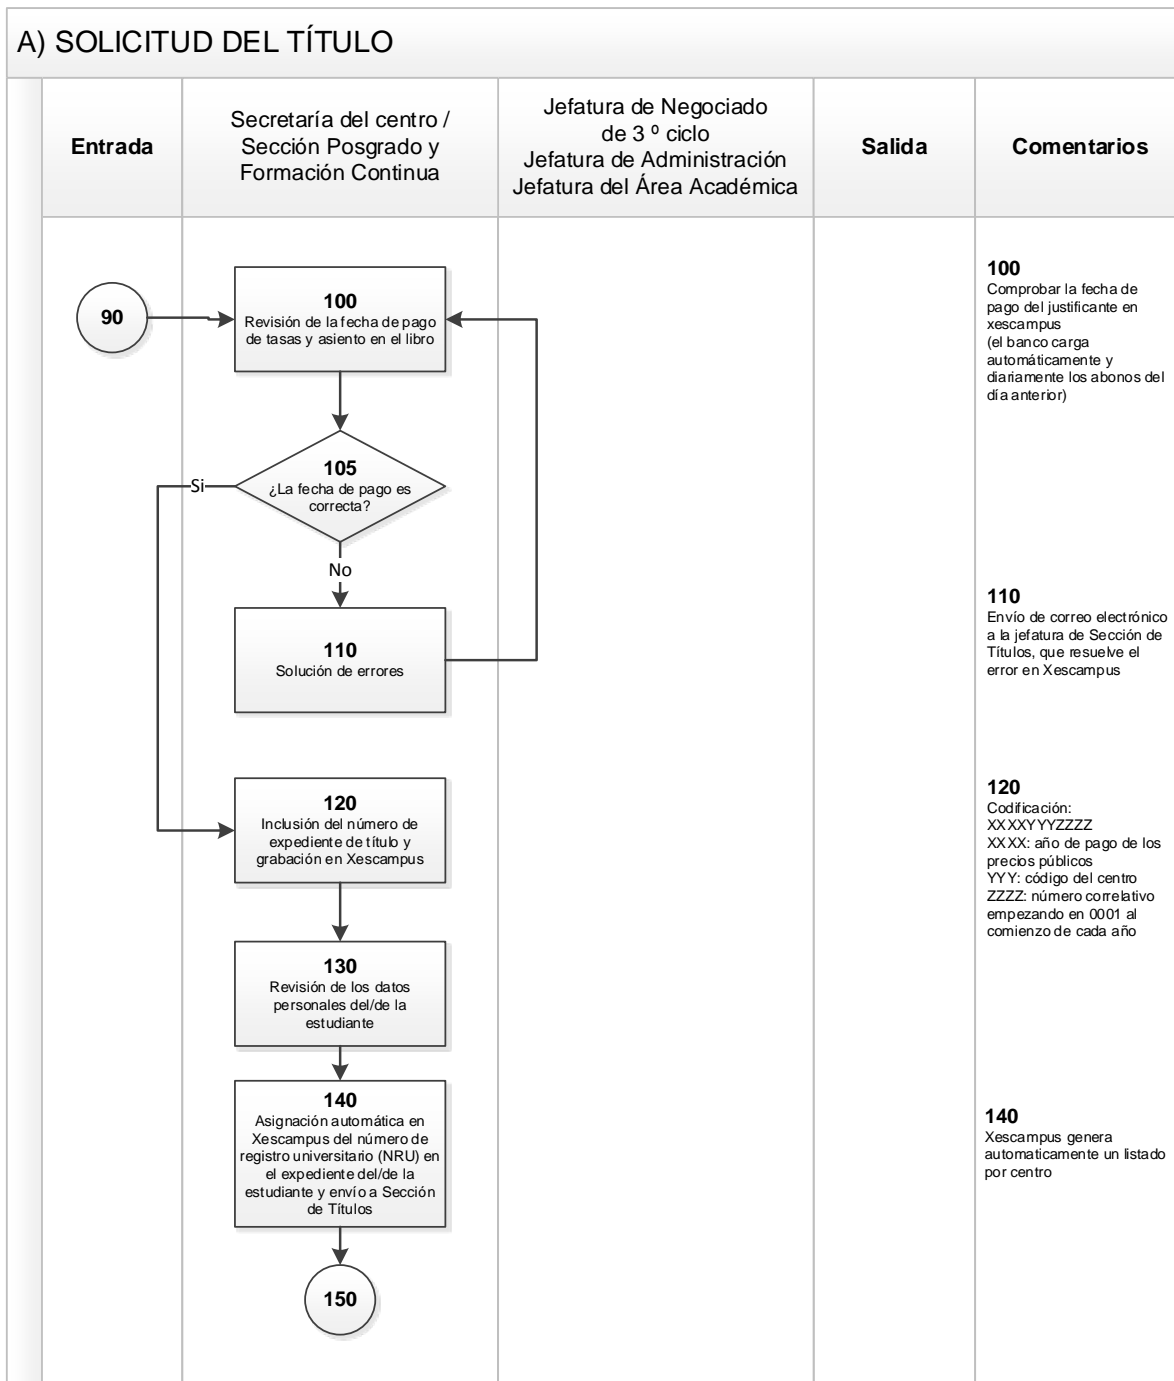 A) SOLICITUD DEL TÍTULO
Entrada
Secretaría del centro /
Sección Posgrado y
Formación Continua
Jefatura de Negociado
de 3 º ciclo
Jefatura de Administración
Jefatura del Área Académica
Salida
Comentarios
90
100
Revisión de la fecha de pago
de tasas y asiento en el libro
105
¿La fecha de pago es
correcta?
Si
No
110
Solución de errores
120
Inclusión del número de
expediente de título y
grabación en Xescampus
130
Revisión de los datos
personales del/de la
estudiante
140
Asignación automática en
Xescampus del número de
registro universitario (NRU) en
el expediente del/de la
estudiante y envío a Sección
de Títulos
150
100
Comprobar la fecha de
pago del justificante en
xescampus
(el banco carga
automáticamente y
diariamente los abonos del
día anterior)
110
Envío de correo electrónico
a la jefatura de Sección de
Títulos, que resuelve el
error en Xescampus
120
Codificación:
XXXXYYYZZZZ
XXXX: año de pago de los
precios públicos
YYY: código del centro
ZZZZ: número correlativo
empezando en 0001 al
comienzo de cada año
140
Xescampus genera
automaticamente un listado
por centro